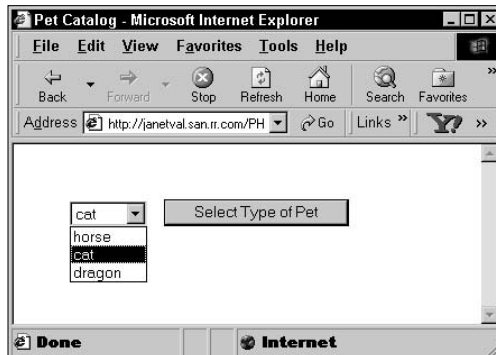 Pet Catalog - Microsoft Internet Explorer
File Edit View Favorites Tools Help
Back Forward Stop Refresh Home Search Favorites »
Address http://janetval.san.rr.com/PH Go Links » Y! »
cat Select Type of Pet
horse
cat
dragon
Done Internet